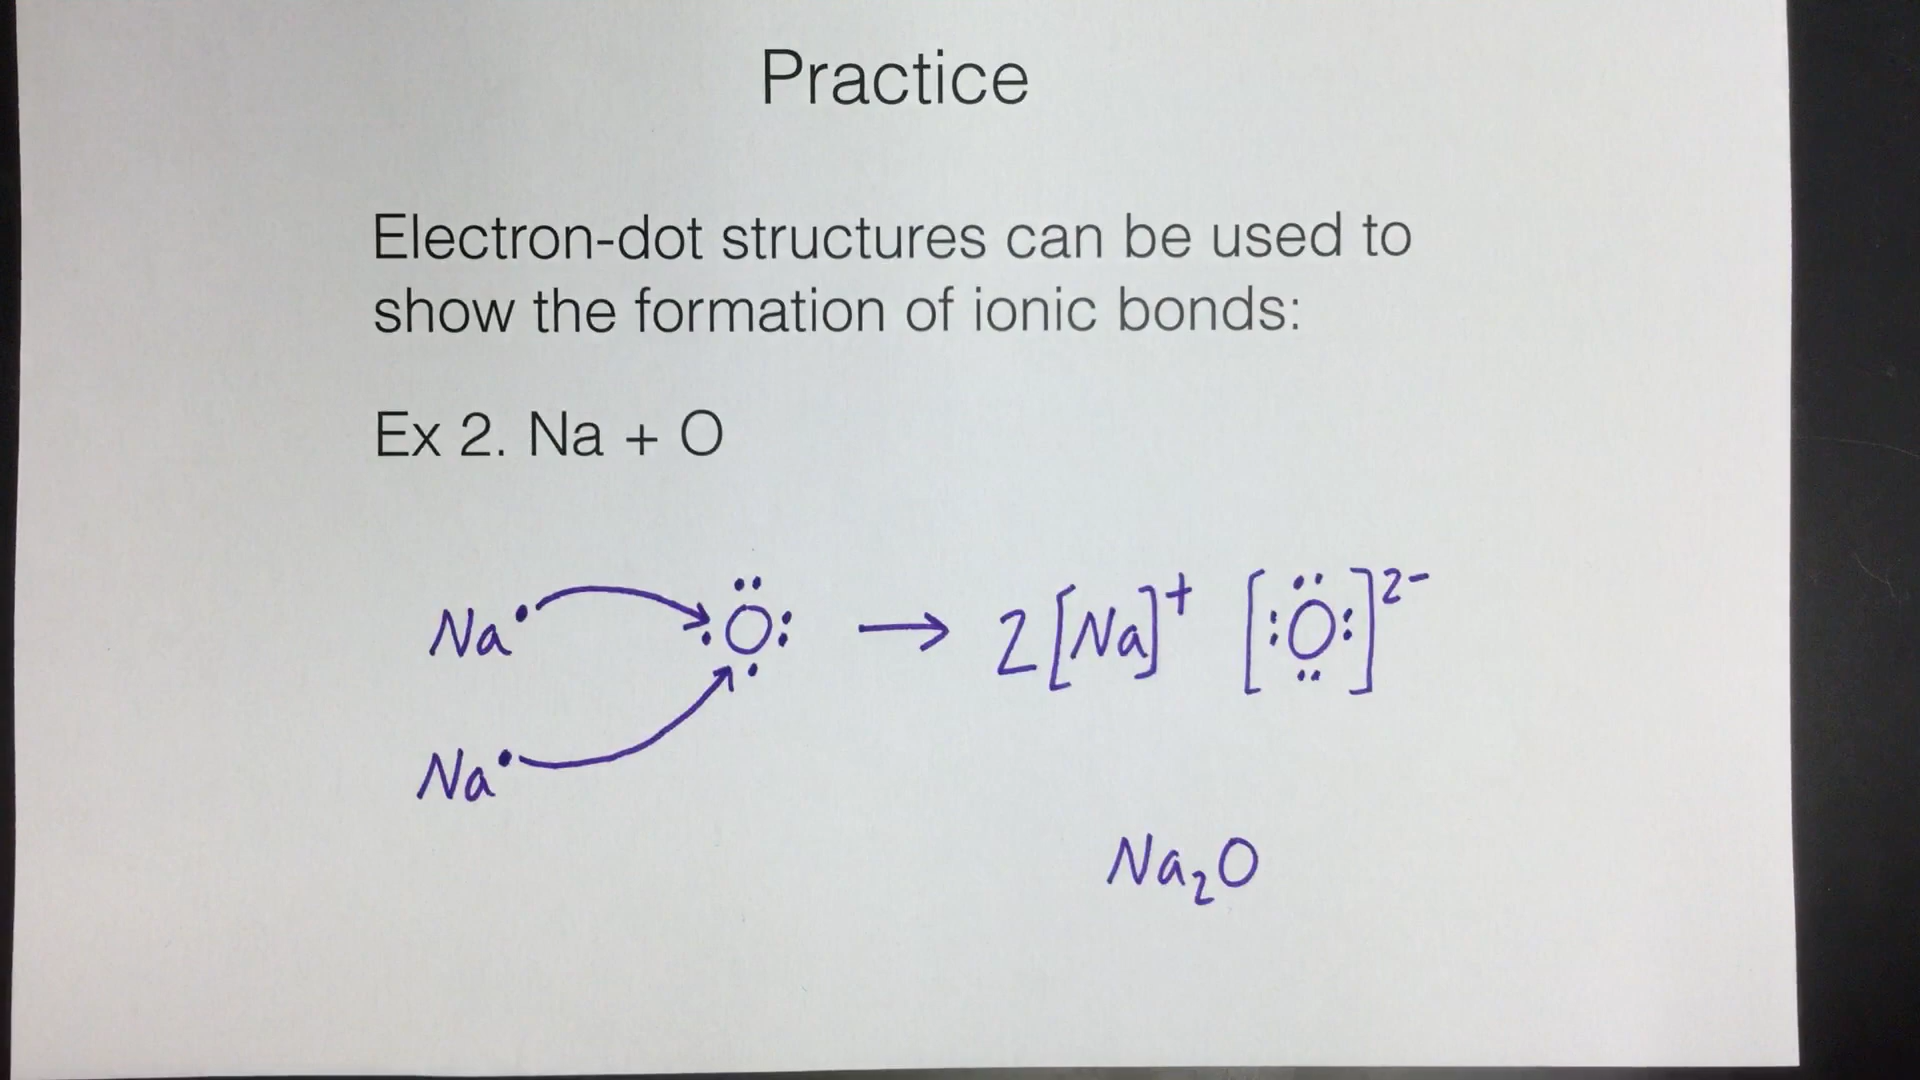 Practice
Electron-dot structures can be used to
show the formation of ionic bonds:
Ex 2. Na + O
Na• :Ö: → 2[Na]⁺ [:Ö:]²⁻
Na•
Na₂O